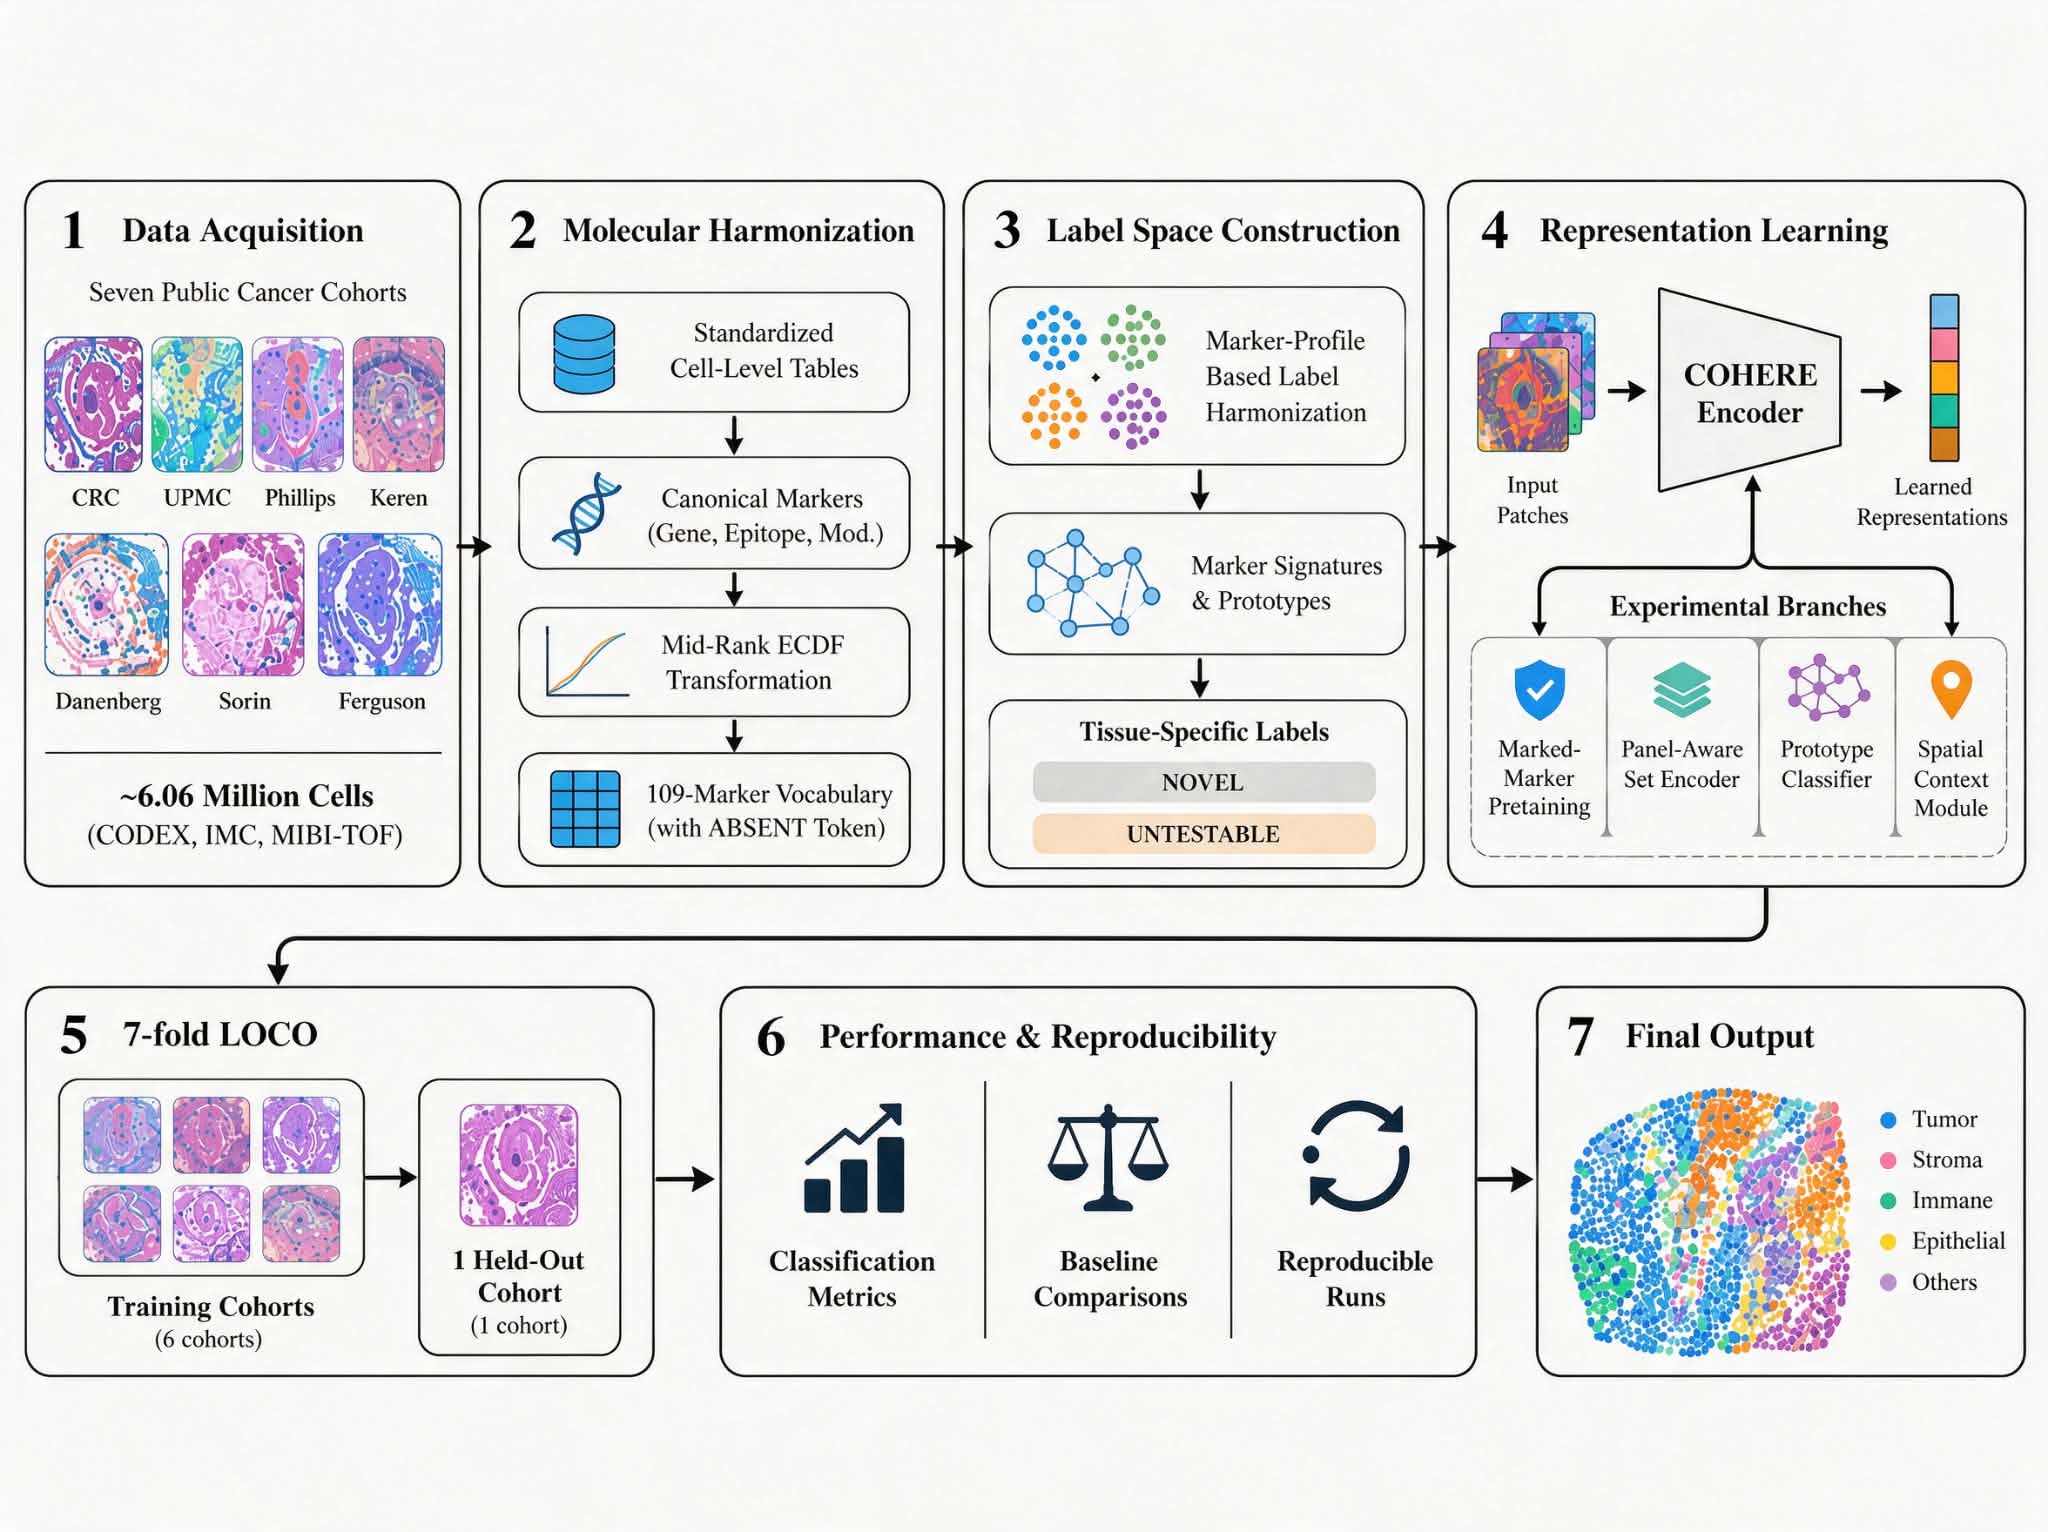 1 Data Acquisition
Seven Public Cancer Cohorts
CRC UPMC Phillips Keren
Danenberg Sorin Ferguson
~6.06 Million Cells
(CODEX, IMC, MIBI-TOF)
2 Molecular Harmonization
Standardized
Cell-Level Tables
Canonical Markers
(Gene, Epitope, Mod.)
Mid-Rank ECDF
Transformation
109-Marker Vocabulary
(with ABSENT Token)
3 Label Space Construction
Marker-Profile
Based Label
Harmonization
Marker Signatures
& Prototypes
Tissue-Specific Labels
NOVEL
UNTESTABLE
4 Representation Learning
Input
Patches
COHERE
Encoder
Learned
Representations
Experimental Branches
Marked-
Marker
Pretaining
Panel-Aware
Set Encoder
Prototype
Classifier
Spatial
Context
Module
5 7-fold LOCO
Training Cohorts
(6 cohorts)
1 Held-Out
Cohort
(1 cohort)
6 Performance & Reproducibility
Classification
Metrics
Baseline
Comparisons
Reproducible
Runs
7 Final Output
Tumor
Stroma
Immane
Epithelial
Others